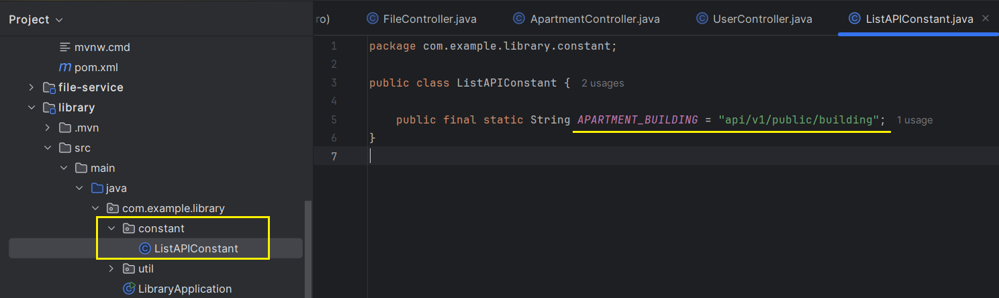 Project
ro)
FileController.java
ApartmentController.java
UserController.java
ListAPIConstant.java
mvnw.cmd
m pom.xml
file-service
library
.mvn
src
main
java
com.example.library
constant
C ListAPIConstant
util
C LibraryApplication
1 package com.example.library.constant;
2
3 public class ListAPIConstant { 2 usages
4
5 public final static String APARTMENT_BUILDING = "api/v1/public/building"; 1 usage
6 }
7